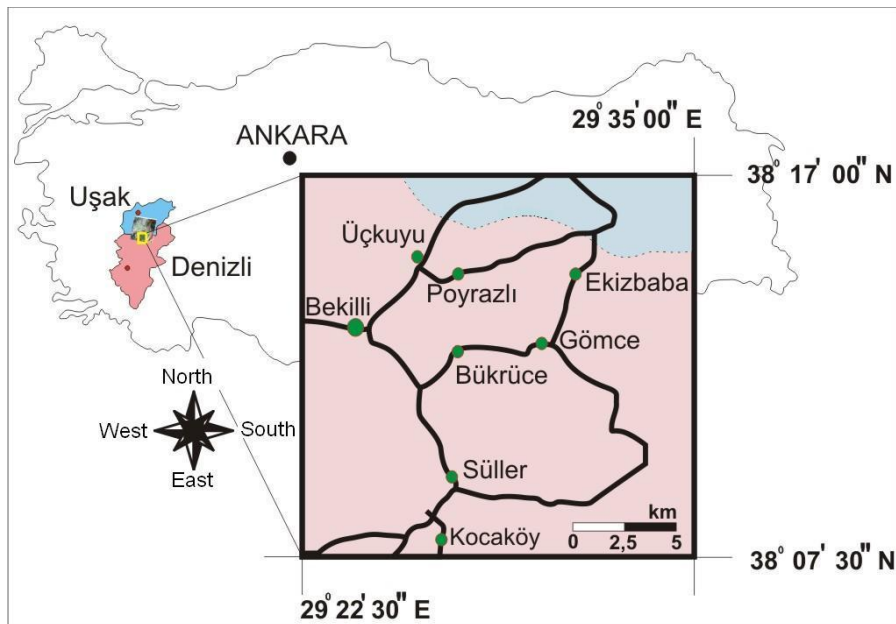 29° 35' 00" E
ANKARA
38° 17' 00" N
Uşak
Üçkuyu
Denizli
Poyrazlı
Ekizbaba
Bekilli
Gömce
Bükrüce
North
West
South
East
Süller
km
Kocaköy
0 2,5 5
38° 07' 30" N
29° 22' 30" E